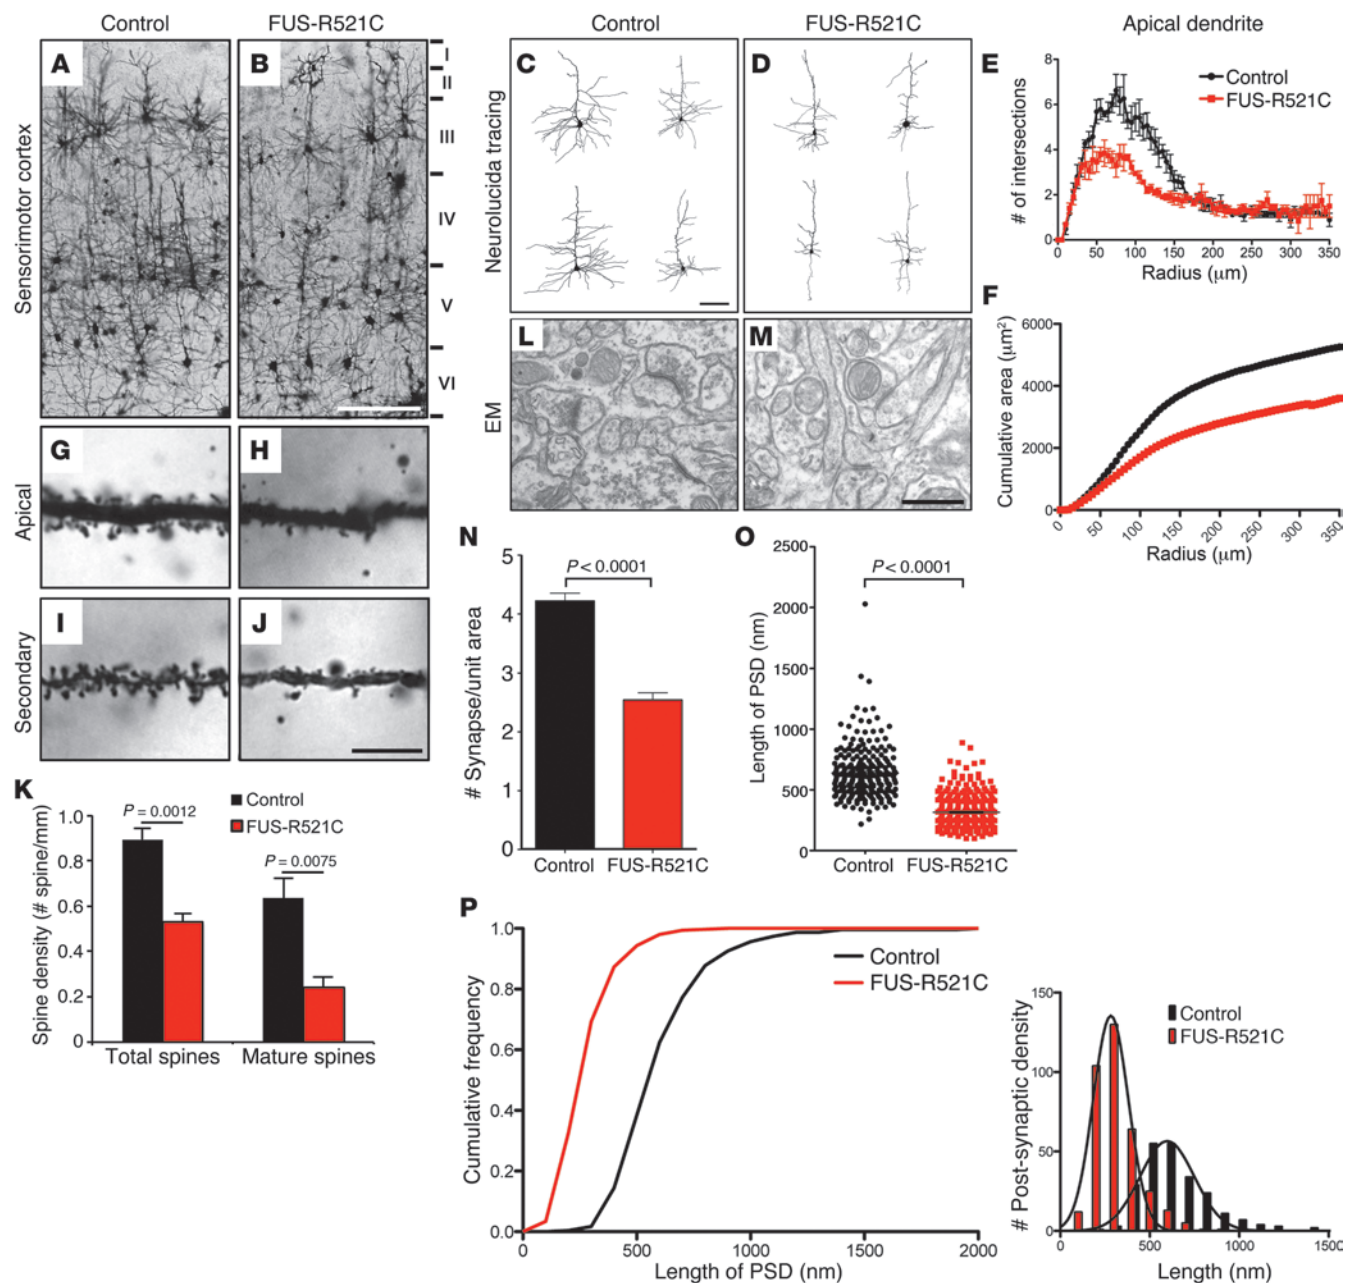 Control
FUS-R521C
Control
FUS-R521C
Apical dendrite
A
B
I
II
III
IV
V
VI
Sensorimotor cortex
C
D
Neurolucida tracing
E
8
6
4
2
0
# of intersections
Control
FUS-R521C
0 50 100 150 200 250 300 350
Radius (μm)
F
6000
4000
2000
0
Cumulative area (μm²)
0 50 100 150 200 250 300 350
Radius (μm)
L
M
EM
G
H
Apical
I
J
Secondary
N
5
4
3
2
1
0
# Synapse/unit area
P < 0.0001
Control FUS-R521C
O
2500
2000
1500
1000
500
0
Length of PSD (nm)
P < 0.0001
Control FUS-R521C
K
Control
FUS-R521C
1.0
0.8
0.6
0.4
0.2
0
Spine density (# spine/mm)
P = 0.0012
P = 0.0075
Total spines Mature spines
P
1.0
0.8
0.6
0.4
0.2
0.0
Cumulative frequency
Control
FUS-R521C
0 500 1000 1500 2000
Length of PSD (nm)
150
100
50
0
# Post-synaptic density
Control
FUS-R521C
0 500 1000 1500
Length (nm)